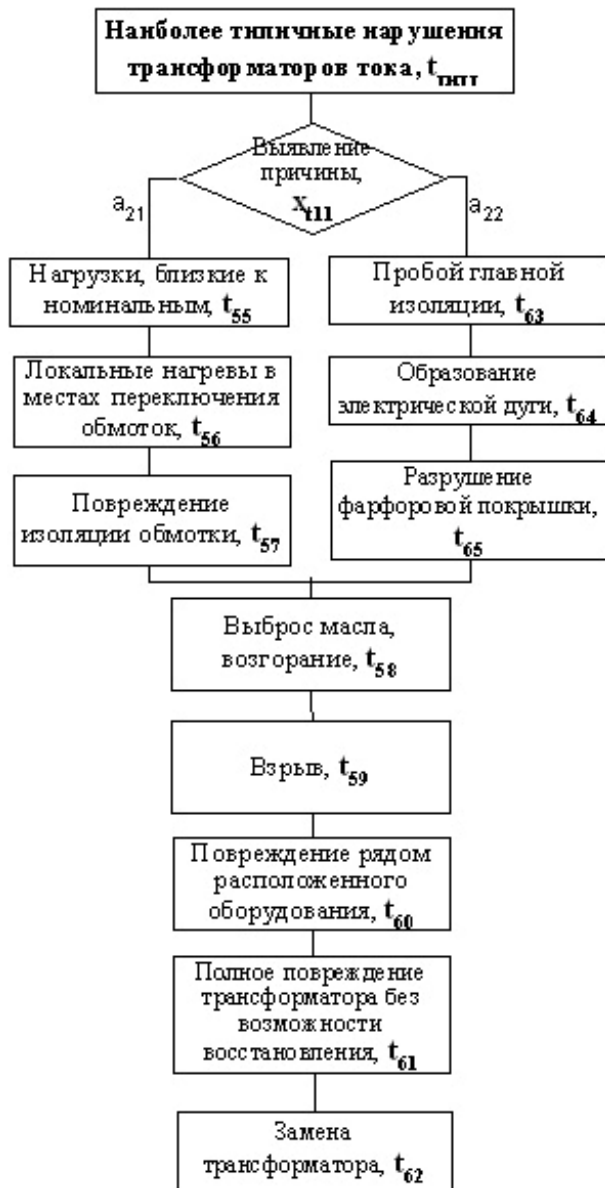 Наиболее типичные нарушения
трансформаторов тока, tтитт
Выявление
причины,
xt11
a21
a22
Нагрузки, близкие к
номинальным, t55
Пробой главной
изоляции, t63
Локальные нагревы в
местах переключения
обмоток, t56
Образование
электрической дуги, t64
Повреждение
изоляции обмотки, t57
Разрушение
фарфоровой покрышки,
t65
Выброс масла,
возгорание, t58
Взрыв, t59
Повреждение рядом
расположенного
оборудования, t60
Полное повреждение
трансформатора без
возможности
восстановления, t61
Замена
трансформатора, t62